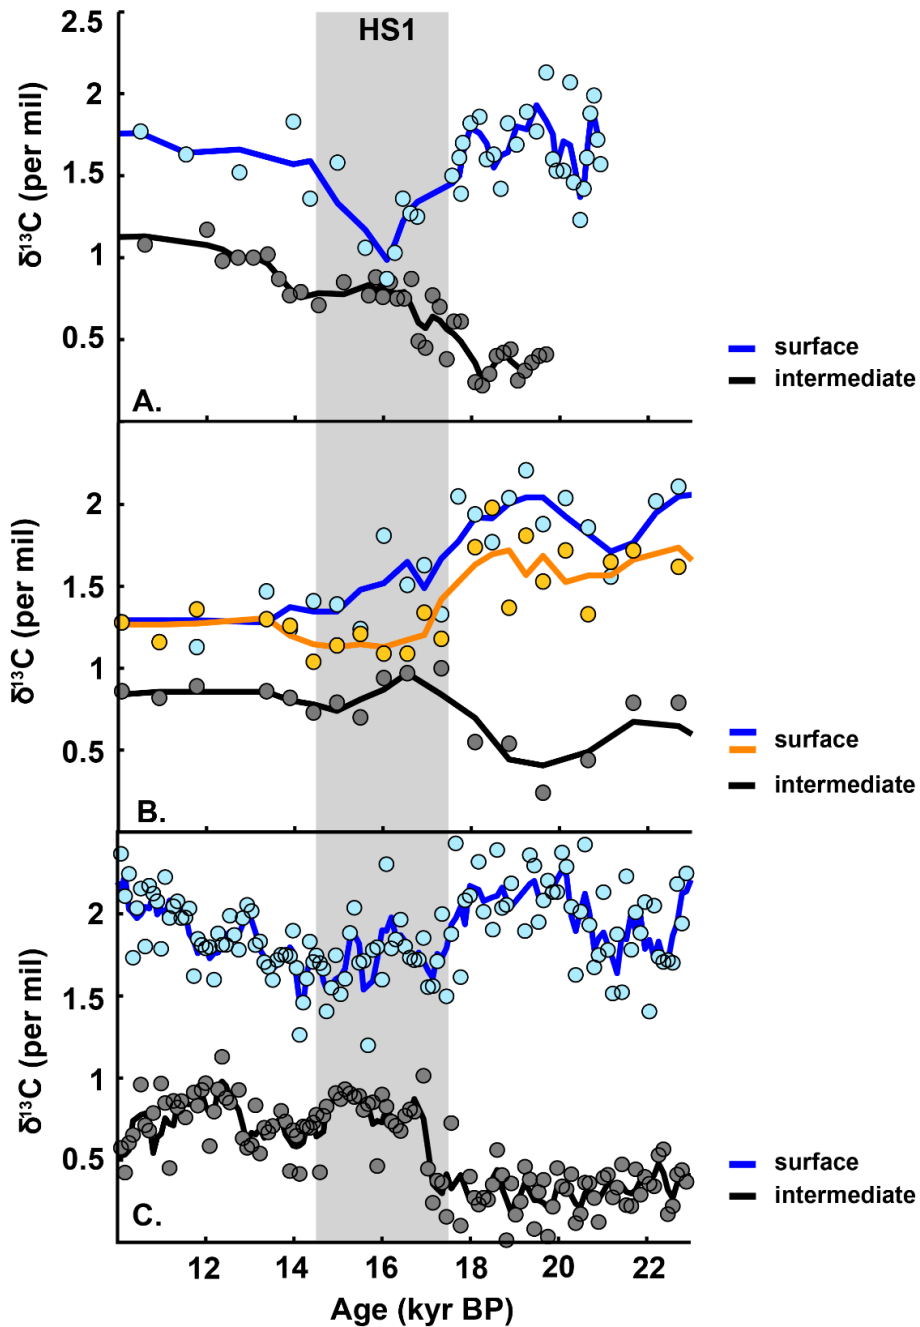 HS1
2.5
2
1.5
1
0.5
δ¹³C (per mil)
A.
surface
intermediate
2
1.5
1
0.5
δ¹³C (per mil)
B.
surface
intermediate
2
1.5
1
0.5
δ¹³C (per mil)
C.
surface
intermediate
12 14 16 18 20 22
Age (kyr BP)